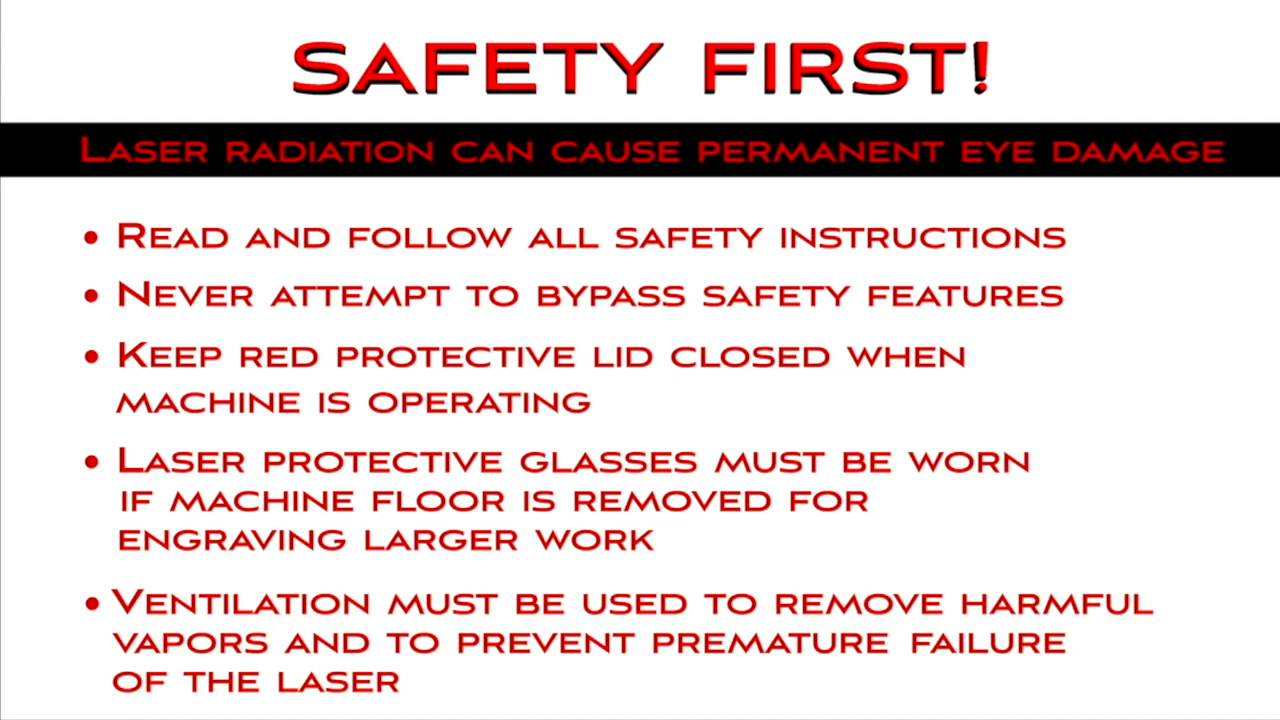 SAFETY FIRST!
LASER RADIATION CAN CAUSE PERMANENT EYE DAMAGE
• READ AND FOLLOW ALL SAFETY INSTRUCTIONS
• NEVER ATTEMPT TO BYPASS SAFETY FEATURES
• KEEP RED PROTECTIVE LID CLOSED WHEN
MACHINE IS OPERATING
• LASER PROTECTIVE GLASSES MUST BE WORN
IF MACHINE FLOOR IS REMOVED FOR
ENGRAVING LARGER WORK
• VENTILATION MUST BE USED TO REMOVE HARMFUL
VAPORS AND TO PREVENT PREMATURE FAILURE
OF THE LASER